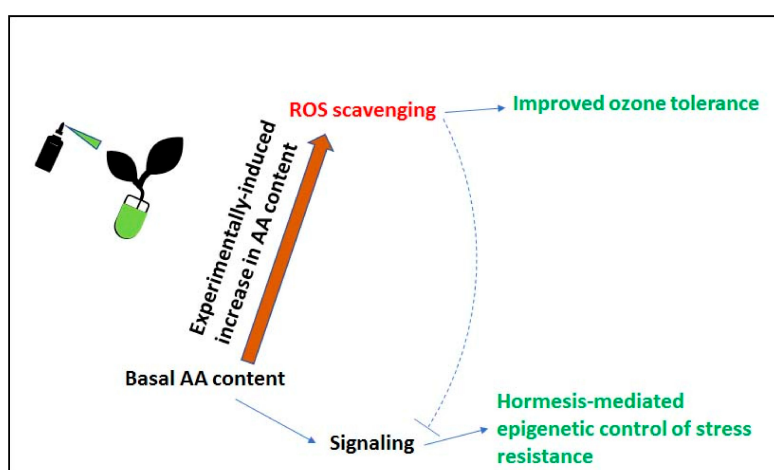 ROS scavenging
Improved ozone tolerance
Experimentally-induced
increase in AA content
Basal AA content
Signaling
Hormesis-mediated
epigenetic control of stress
resistance